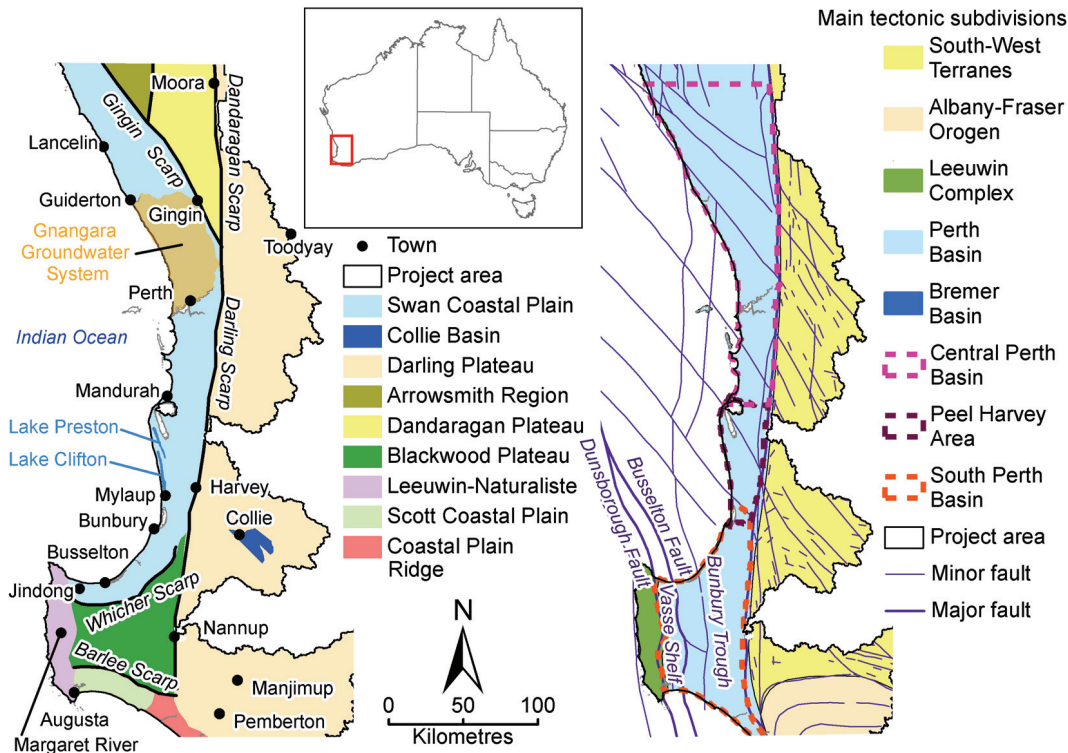 Moora
Dandaragan Scarp
Gingin Scarp
Lancelin
Guiderton
Gingin
Gnangara
Groundwater
System
Toodyay
Perth
Indian Ocean
Darling Scarp
Mandurah
Lake Preston
Lake Clifton
Mylaup
Harvey
Bunbury
Collie
Busselton
Jindong
Whicher Scarp
Nannup
Barlee Scarp
Manjimup
Augusta
Pemberton
Margaret River
Town
Project area
Swan Coastal Plain
Collie Basin
Darling Plateau
Arrowsmith Region
Dandaragan Plateau
Blackwood Plateau
Leeuwin-Naturaliste
Scott Coastal Plain
Coastal Plain
Ridge
N
0 50 100
Kilometres
Dunsborough.Fault
Busselton Fault
Vasse Shelf
Bunbury Trough
Main tectonic subdivisions
South-West
Terranes
Albany-Fraser
Orogen
Leeuwin
Complex
Perth
Basin
Bremer
Basin
Central Perth
Basin
Peel Harvey
Area
South Perth
Basin
Project area
Minor fault
Major fault